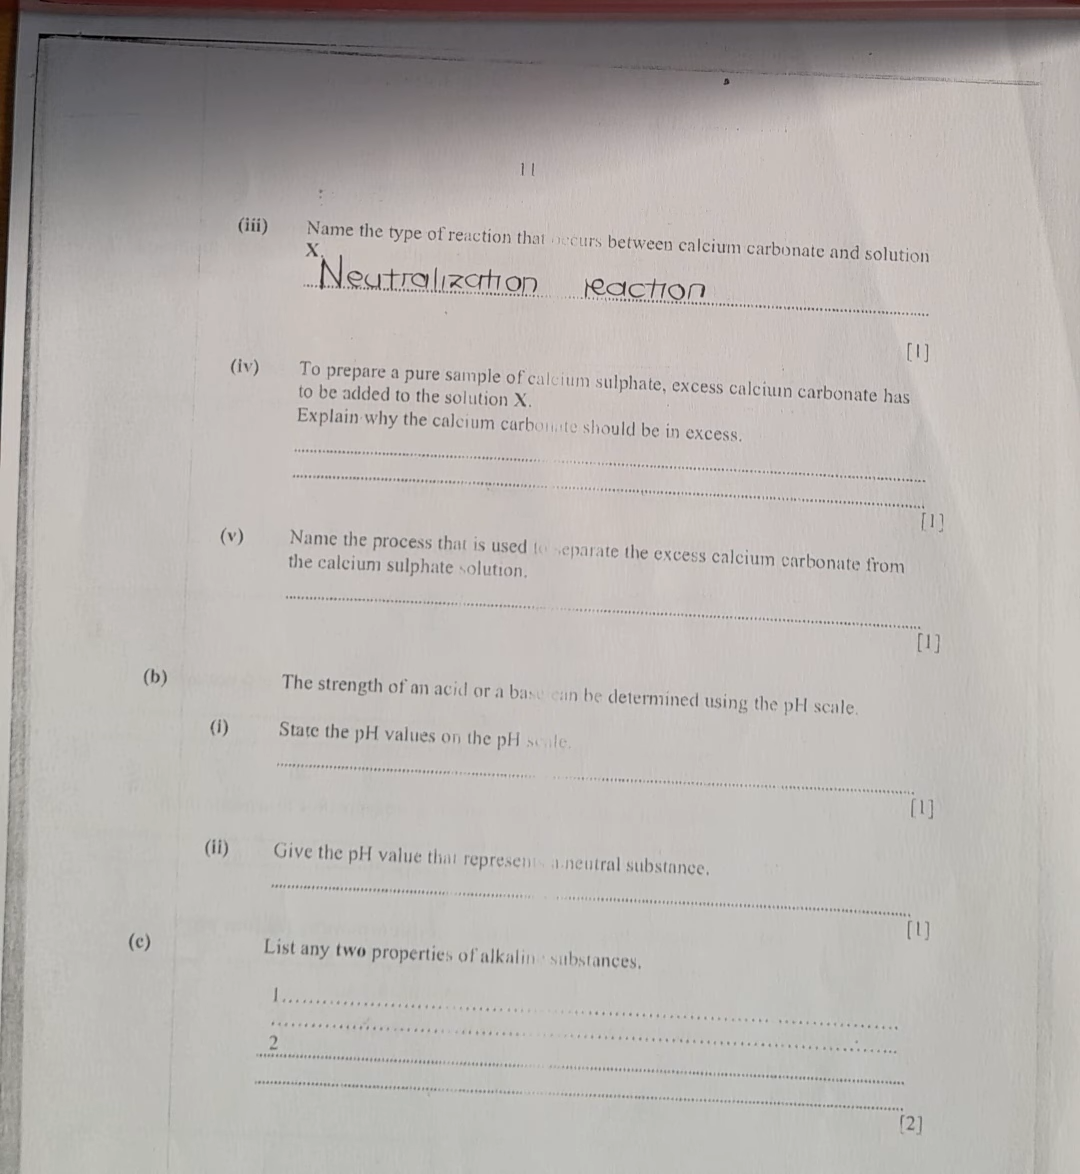 11
(iii) Name the type of reaction that occurs between calcium carbonate and solution
X.
Neutralization reaction
[1]
(iv) To prepare a pure sample of calcium sulphate, excess calcium carbonate has
to be added to the solution X.
Explain why the calcium carbonate should be in excess.
[1]
(v) Name the process that is used to separate the excess calcium carbonate from
the calcium sulphate solution.
[1]
(b) The strength of an acid or a base can be determined using the pH scale.
(i) State the pH values on the pH scale.
[1]
(ii) Give the pH value that represents a neutral substance.
[1]
(c) List any two properties of alkaline substances.
1
2
[2]